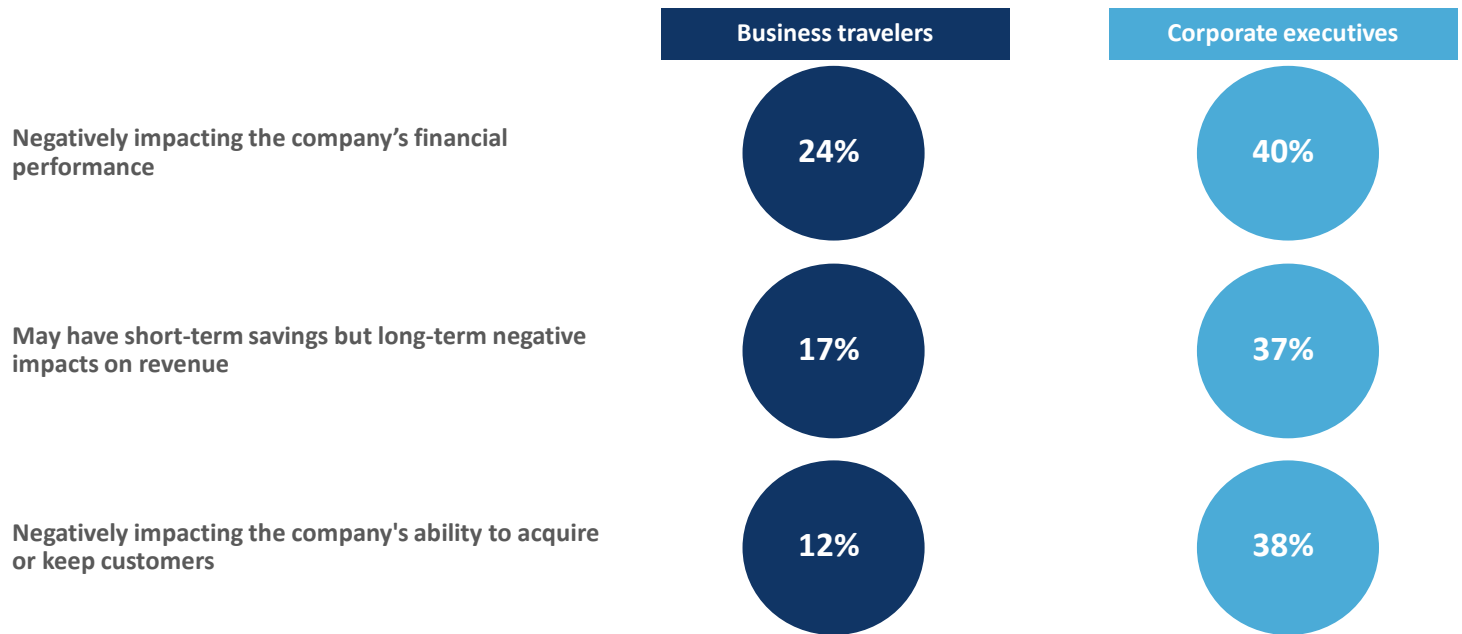 Business travelers
Corporate executives
Negatively impacting the company’s financial
performance
24%
40%
May have short-term savings but long-term negative
impacts on revenue
17%
37%
Negatively impacting the company's ability to acquire
or keep customers
12%
38%